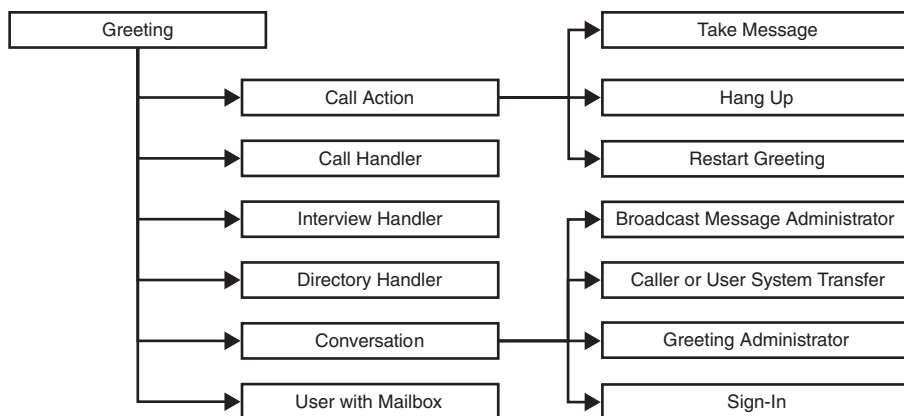 Greeting
Take Message
Call Action
Hang Up
Call Handler
Restart Greeting
Interview Handler
Broadcast Message Administrator
Directory Handler
Caller or User System Transfer
Conversation
Greeting Administrator
User with Mailbox
Sign-In